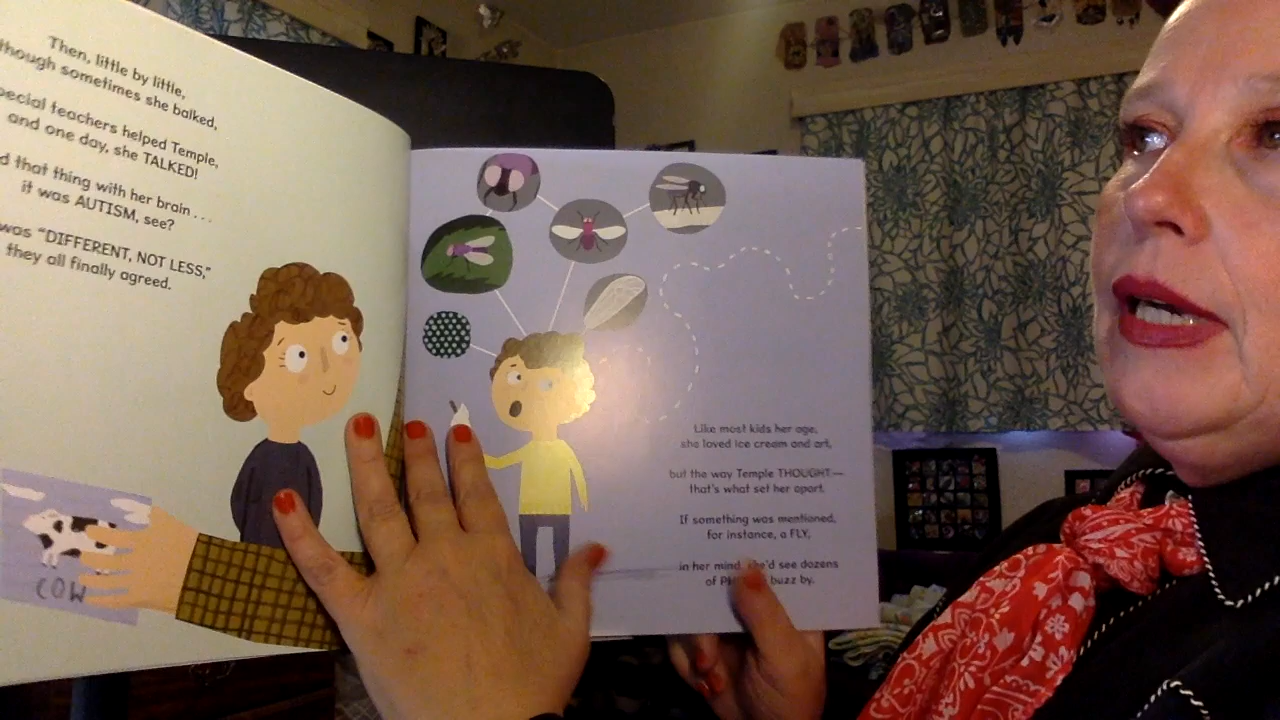 Then, little by little,
though sometimes she balked,
special teachers helped Temple,
and one day, she TALKED!
that thing with her brain...
it was AUTISM, see?
was "DIFFERENT, NOT LESS,"
they all finally agreed.
COW
Like most kids her age,
she loved ice cream and art,
but the way Temple THOUGHT—
that's what set her apart.
If something was mentioned,
for instance, a FLY,
in her mind, she'd see dozens
of buzz by.